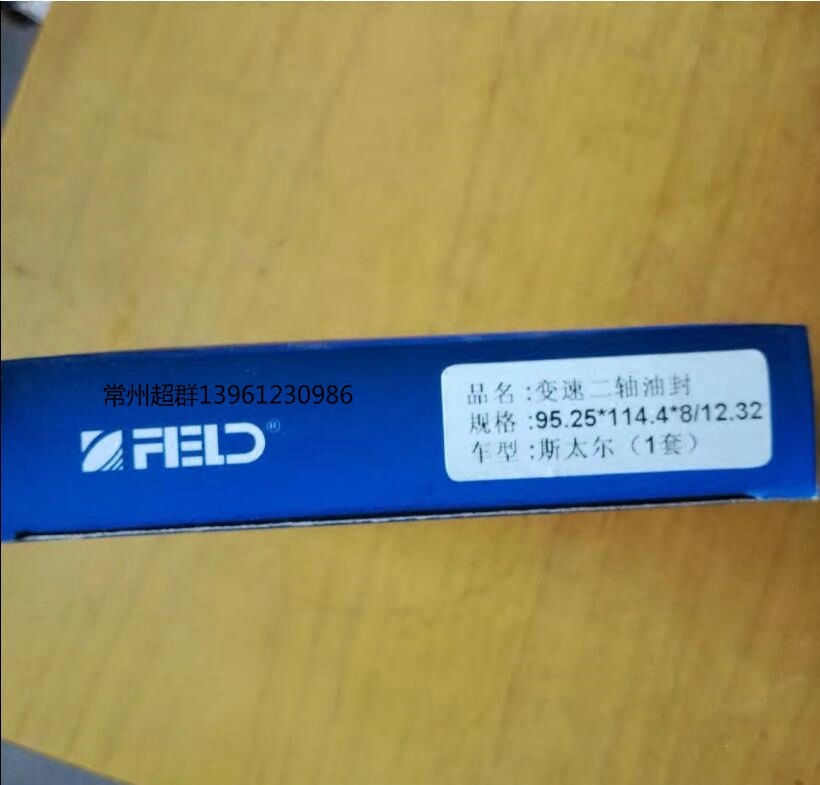 常州超群13961230986
FIELD®
品名:变速二轴油封
规格:95.25*114.4*8/12.32
车型:斯太尔（1套）